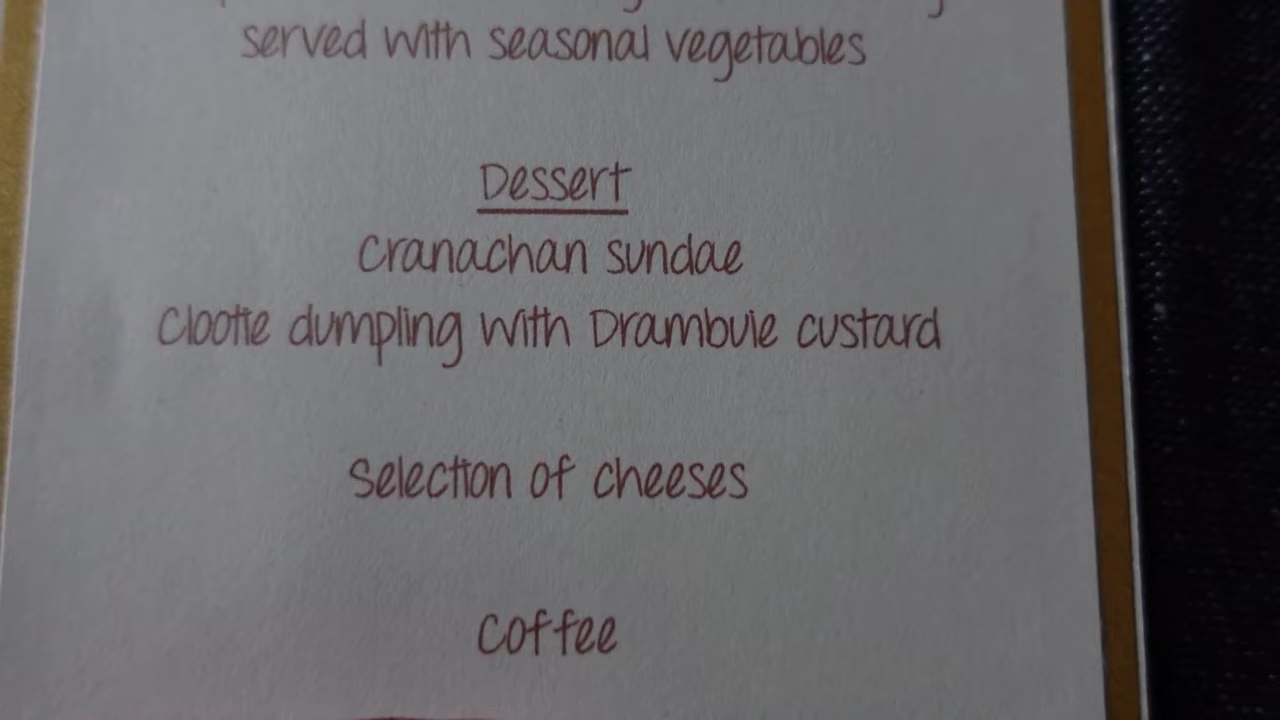 served with seasonal vegetables
Dessert
Cranachan sundae
Clootie dumpling with Drambuie custard
Selection of cheeses
Coffee